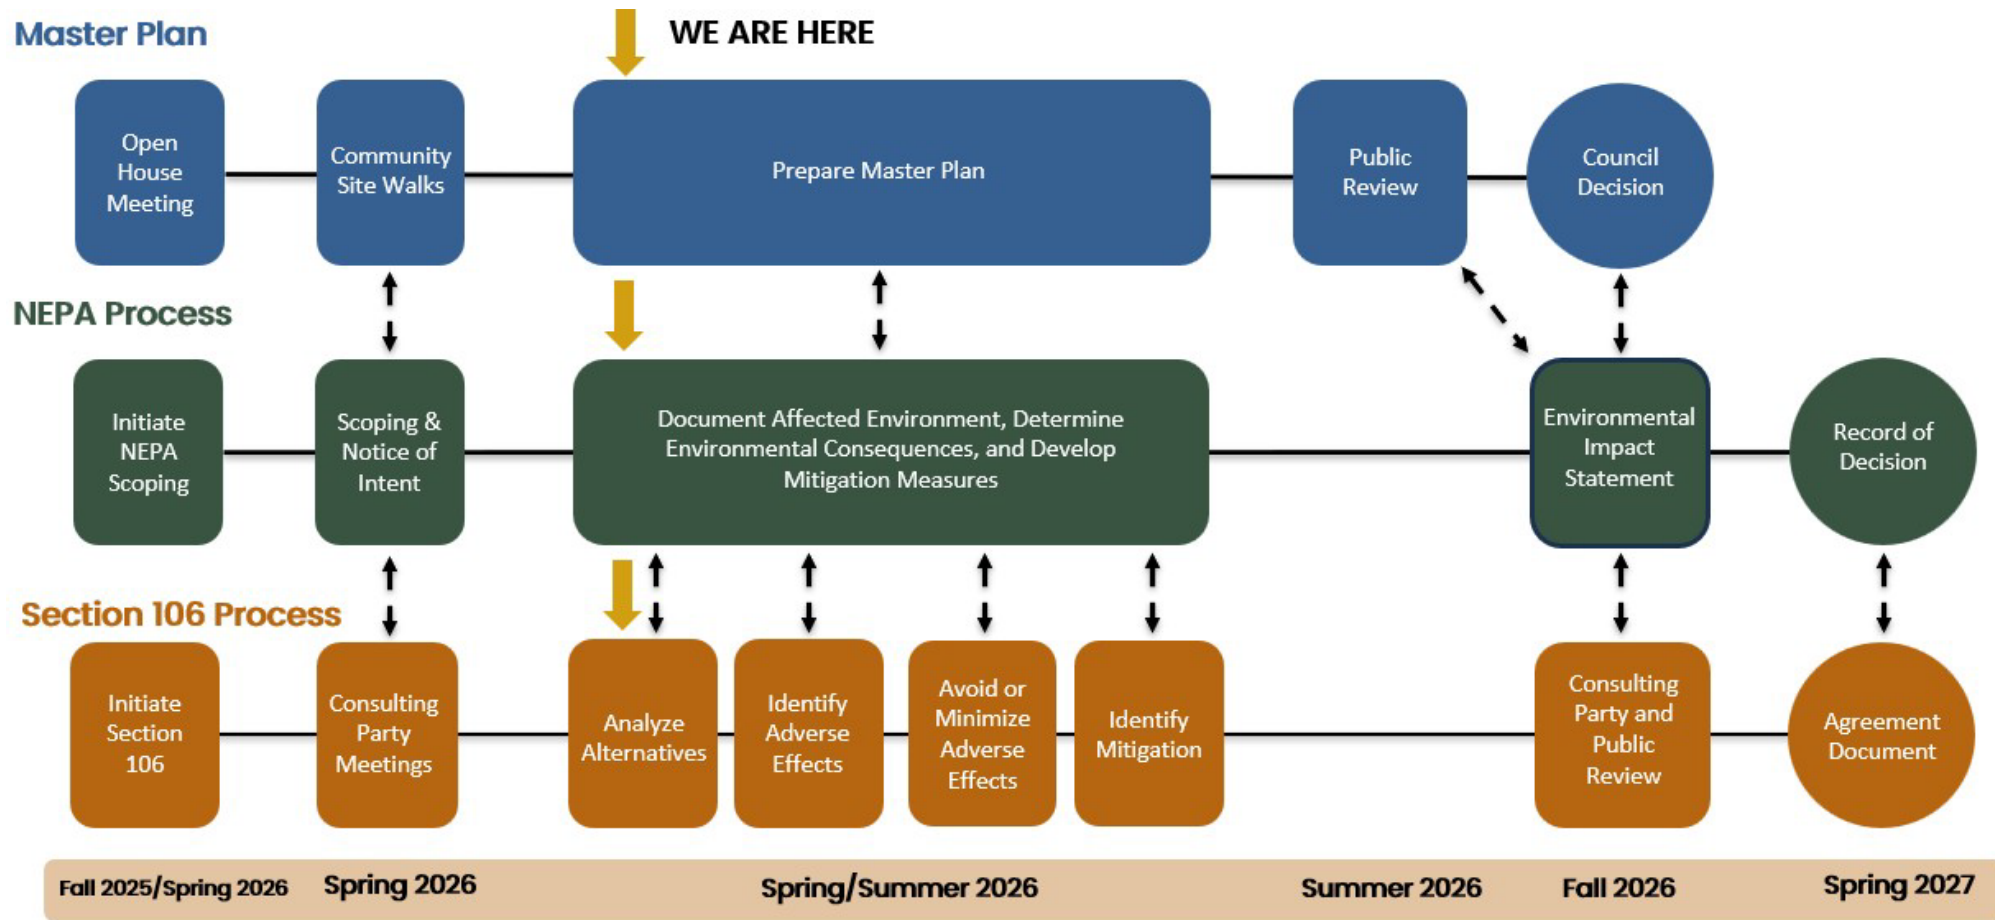 Master Plan
WE ARE HERE
Open
House
Meeting
Community
Site Walks
Prepare Master Plan
Public
Review
Council
Decision
NEPA Process
Initiate
NEPA
Scoping
Scoping &
Notice of
Intent
Document Affected Environment, Determine
Environmental Consequences, and Develop
Mitigation Measures
Environmental
Impact
Statement
Record of
Decision
Section 106 Process
Initiate
Section
106
Consulting
Party
Meetings
Analyze
Alternatives
Identify
Adverse
Effects
Avoid or
Minimize
Adverse
Effects
Identify
Mitigation
Consulting
Party and
Public
Review
Agreement
Document
Fall 2025/Spring 2026
Spring 2026
Spring/Summer 2026
Summer 2026
Fall 2026
Spring 2027